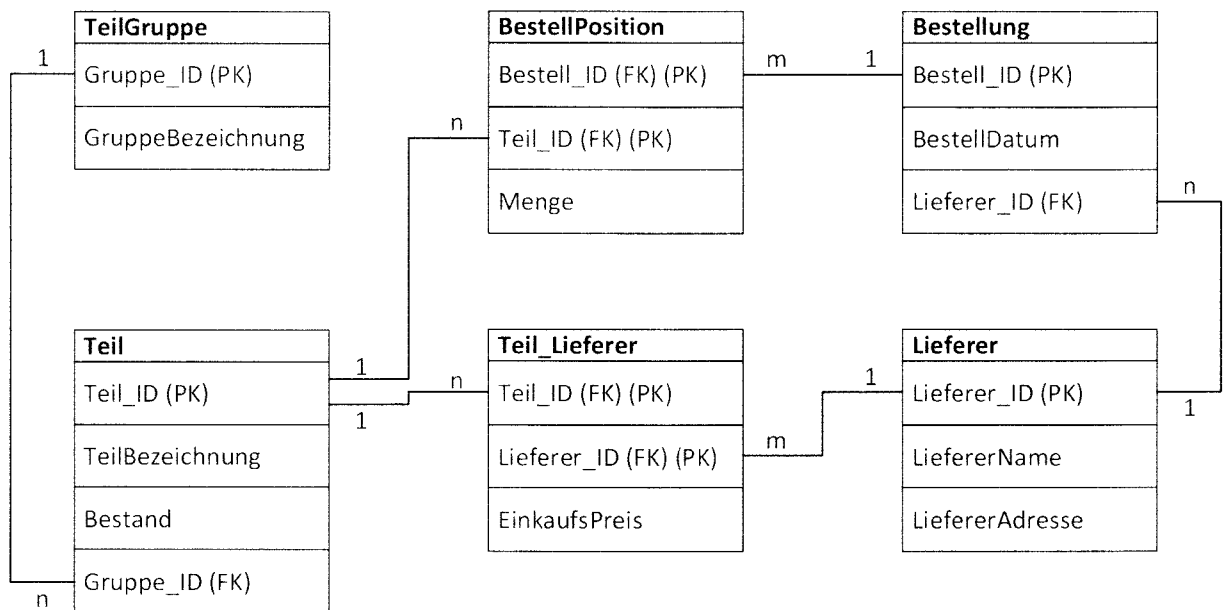 TeilGruppe
1
Gruppe_ID (PK)
GruppeBezeichnung
BestellPosition
Bestell_ID (FK) (PK)
m
1
n
Teil_ID (FK) (PK)
Menge
Bestellung
Bestell_ID (PK)
BestellDatum
n
Lieferer_ID (FK)
Teil
Teil_ID (PK)
1
1
TeilBezeichnung
Bestand
Gruppe_ID (FK)
n
Teil_Lieferer
n
Teil_ID (FK) (PK)
Lieferer_ID (FK) (PK)
m
1
EinkaufsPreis
Lieferer
Lieferer_ID (PK)
1
LiefererName
LiefererAdresse